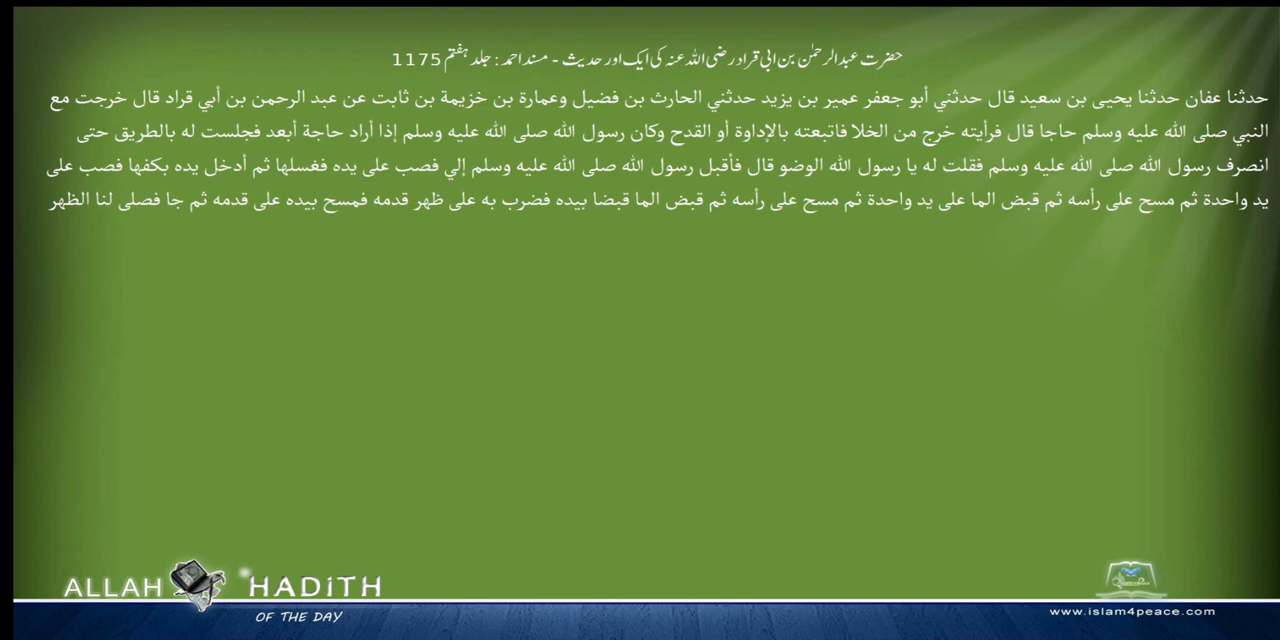 حضرت عبدالرحمٰن بن ابی قراد رضی اللہ عنہ کی ایک اور حدیث - مسند احمد : جلد ہفتم 1175
حدثنا عفان حدثنا يحيى بن سعيد قال حدثني أبو جعفر عمير بن يزيد حدثني الحارث بن فضيل وعمارة بن خزيمة بن ثابت عن عبد الرحمن بن أبي قراد قال خرجت مع
النبي صلى الله عليه وسلم حاجا قال فرأيته خرج من الخلا فاتبعته بالإداوة أو القدح وكان رسول الله صلى الله عليه وسلم إذا أراد حاجة أبعد فجلست له بالطريق حتى
انصرف رسول الله صلى الله عليه وسلم فقلت له يا رسول الله الوضو قال فأقبل رسول الله صلى الله عليه وسلم إلي فصب على يده فغسلها ثم أدخل يده بكفها فصب على
يد واحدة ثم مسح على رأسه ثم قبض الما على يد واحدة ثم مسح على رأسه ثم قبض الما قبضا بيده فضرب به على ظهر قدمه فمسح بيده على قدمه ثم جا فصلى لنا الظهر
ALLAH HADITH
OF THE DAY
www.islam4peace.com